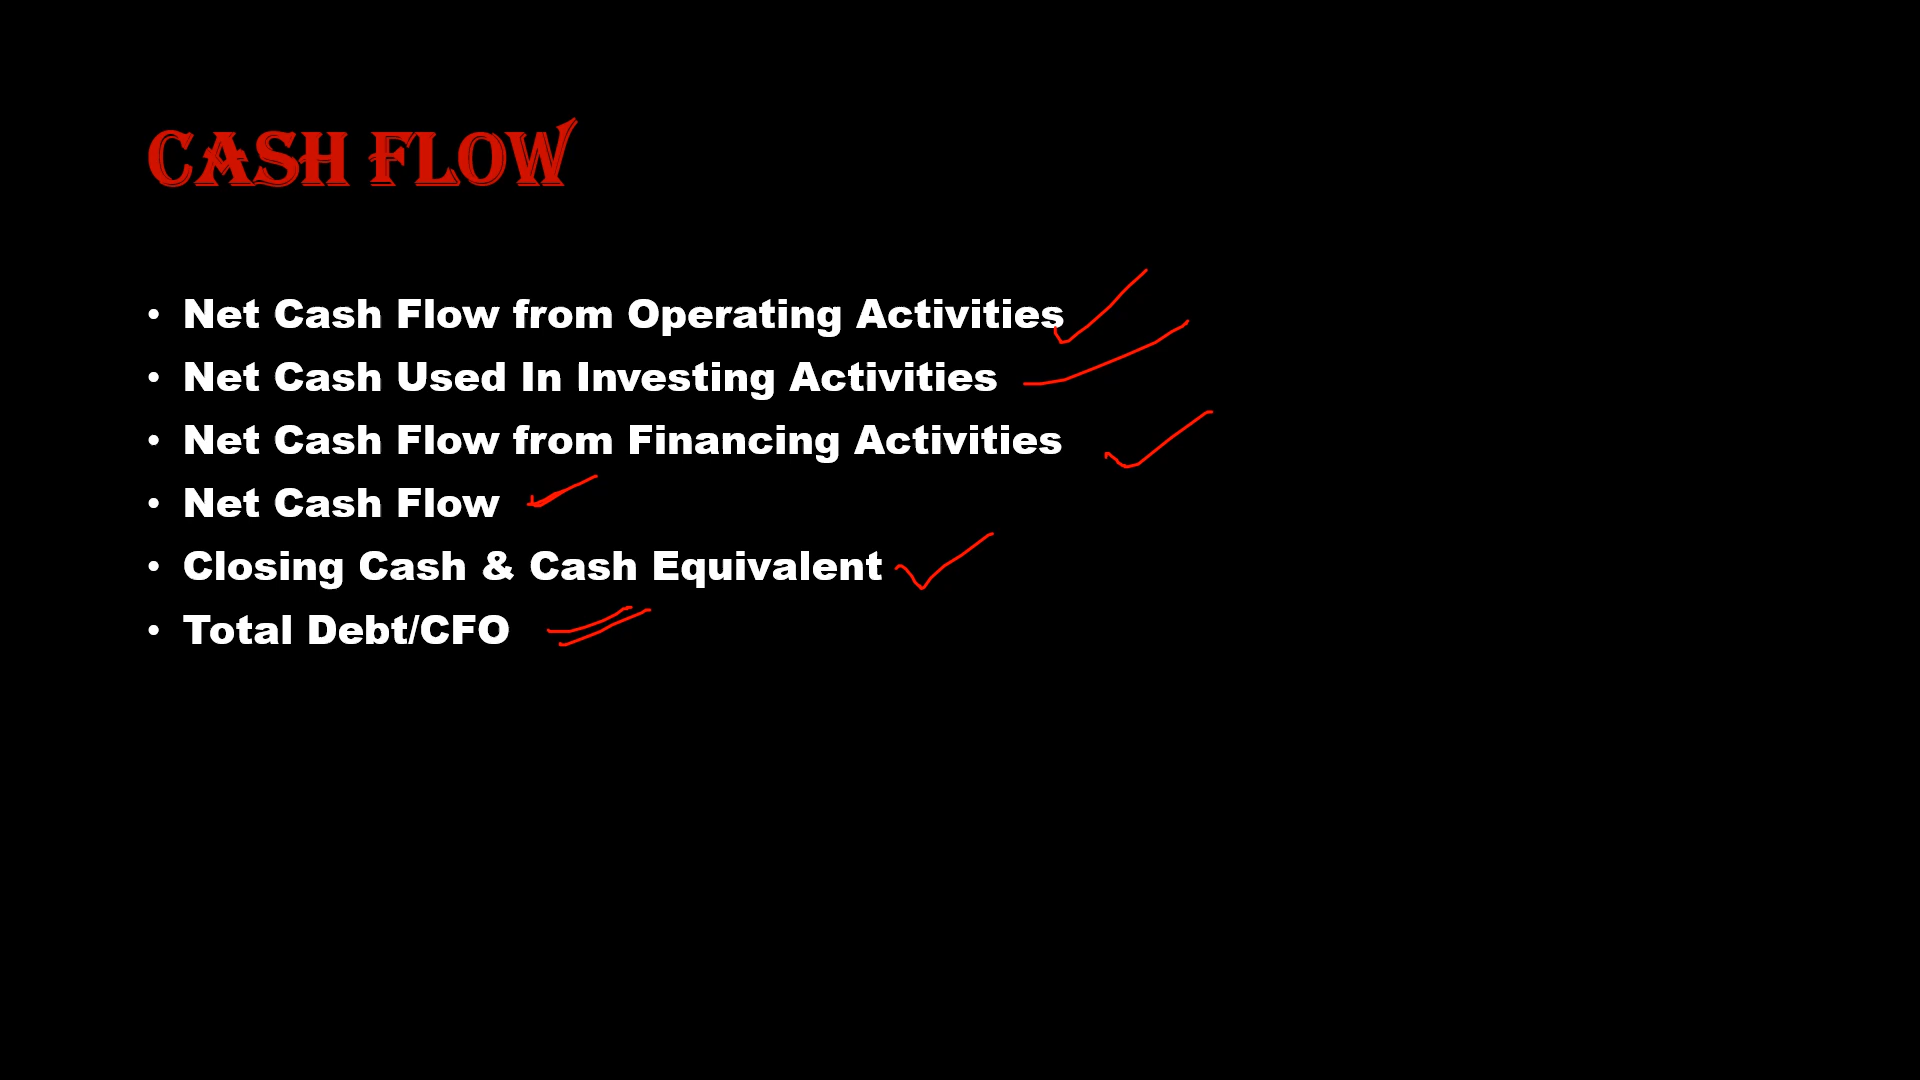 CASH FLOW
• Net Cash Flow from Operating Activities
• Net Cash Used In Investing Activities
• Net Cash Flow from Financing Activities
• Net Cash Flow
• Closing Cash & Cash Equivalent
• Total Debt/CFO